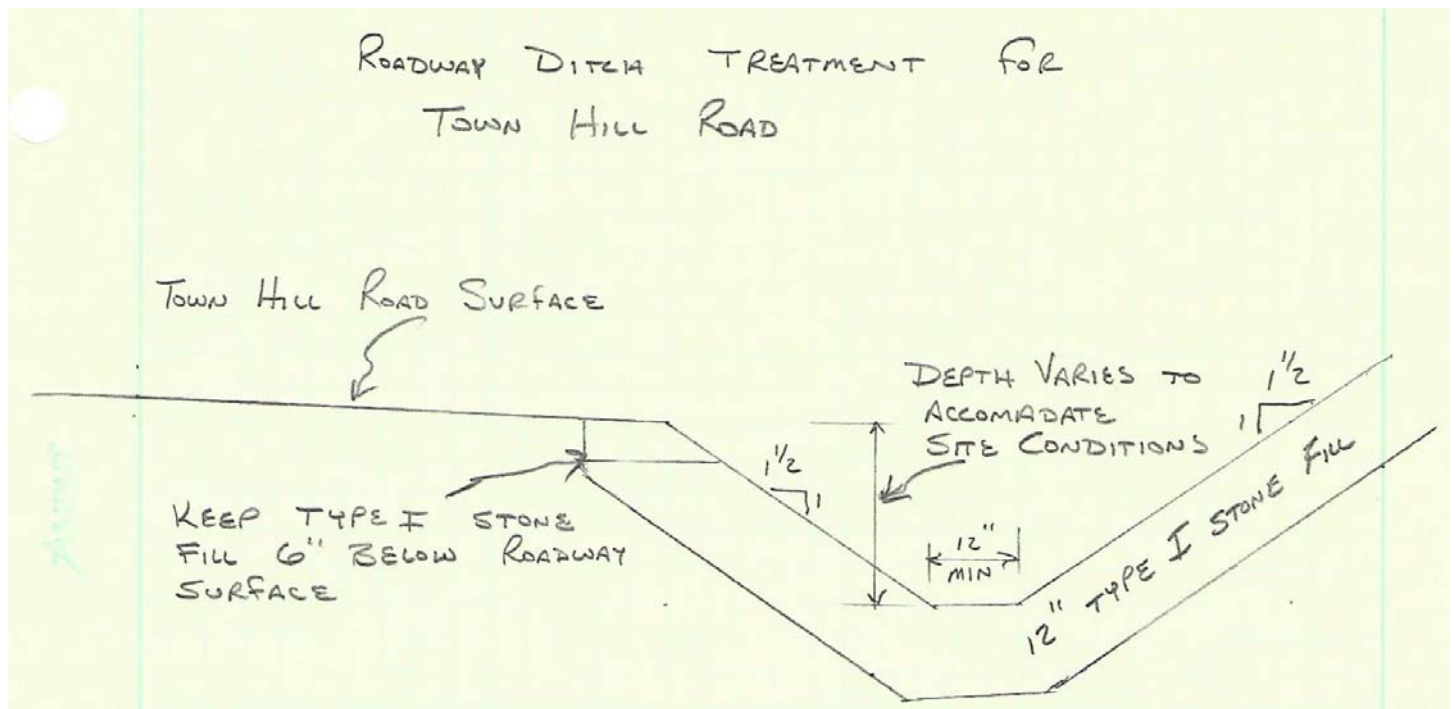 ROADWAY DITCH TREATMENT FOR
TOWN HILL ROAD
TOWN HILL ROAD SURFACE
DEPTH VARIES TO
ACCOMADATE
SITE CONDITIONS
1 1/2
1
1 1/2
1
KEEP TYPE I STONE
FILL 6" BELOW ROADWAY
SURFACE
12"
MIN
12" TYPE I STONE FILL